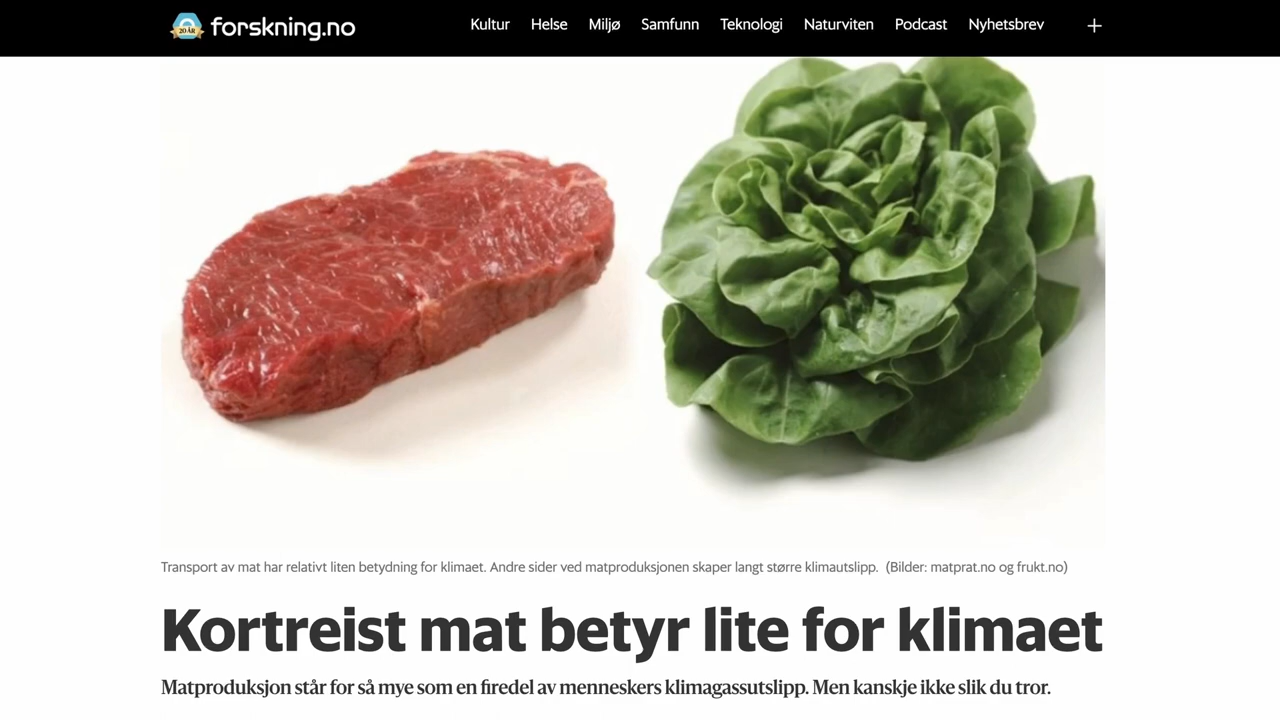 20 ÅR forskning.no Kultur Helse Miljø Samfunn Teknologi Naturviten Podcast Nyhetsbrev +
Transport av mat har relativt liten betydning for klimaet. Andre sider ved matproduksjonen skaper langt større klimautslipp. (Bilder: matprat.no og frukt.no)
Kortreist mat betyr lite for klimaet
Matproduksjon står for så mye som en firedel av menneskers klimagassutslipp. Men kanskje ikke slik du tror.